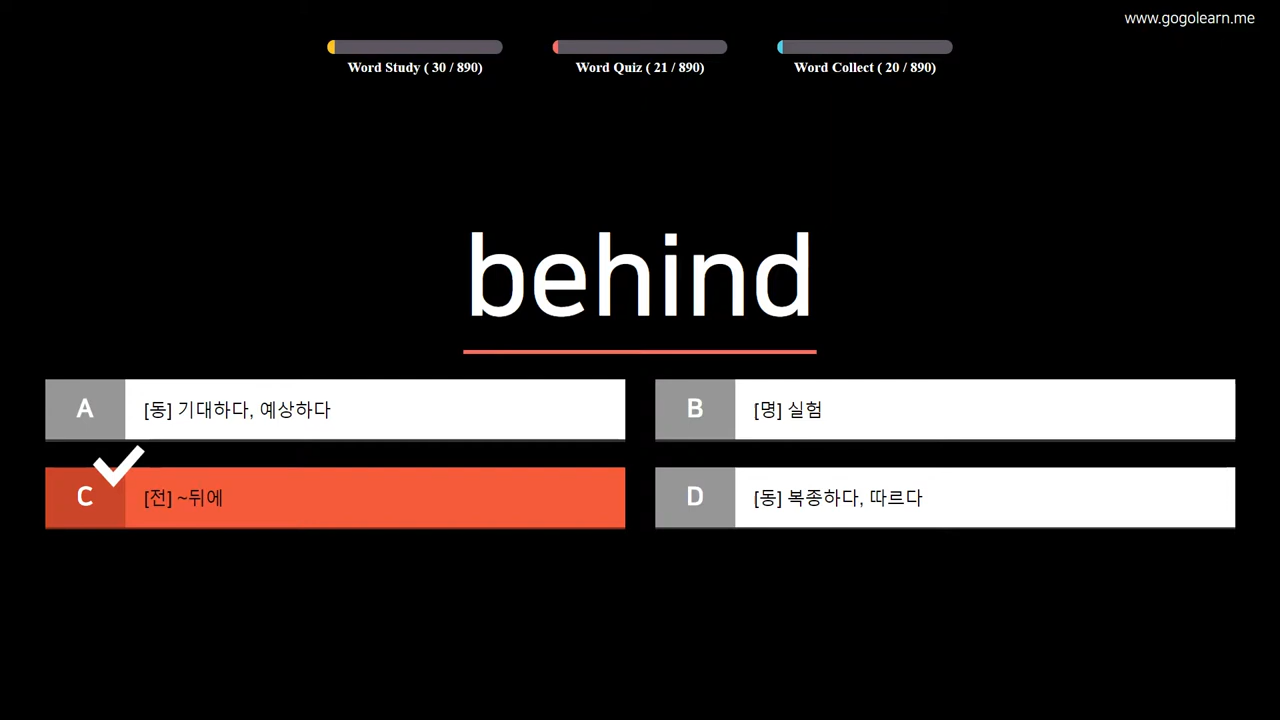 www.gogolearn.me
Word Study ( 30 / 890)
Word Quiz ( 21 / 890)
Word Collect ( 20 / 890)
behind
A [동] 기대하다, 예상하다
B [명] 실험
C [전] ~뒤에
D [동] 복종하다, 따르다